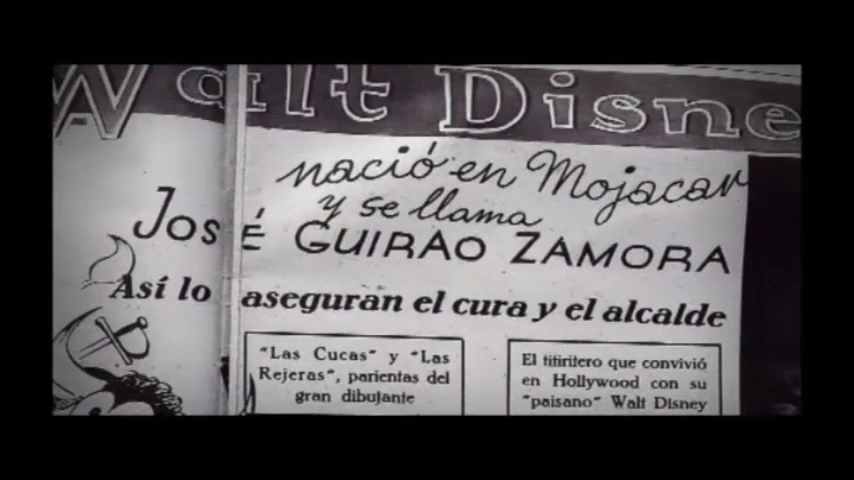 Walt Disne
nació en Mojacar
y se llama
JOSÉ GUIRAO ZAMORA
Así lo aseguran el cura y el alcalde
"Las Cucas" y "Las
Rejeras", parientas del
gran dibujante
El titiritero que convivió
en Hollywood con su
"paisano" Walt Disney